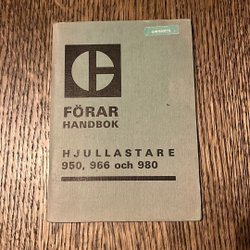 FÖRAR
HANDBOK
HJULLASTARE
950, 966 och 980